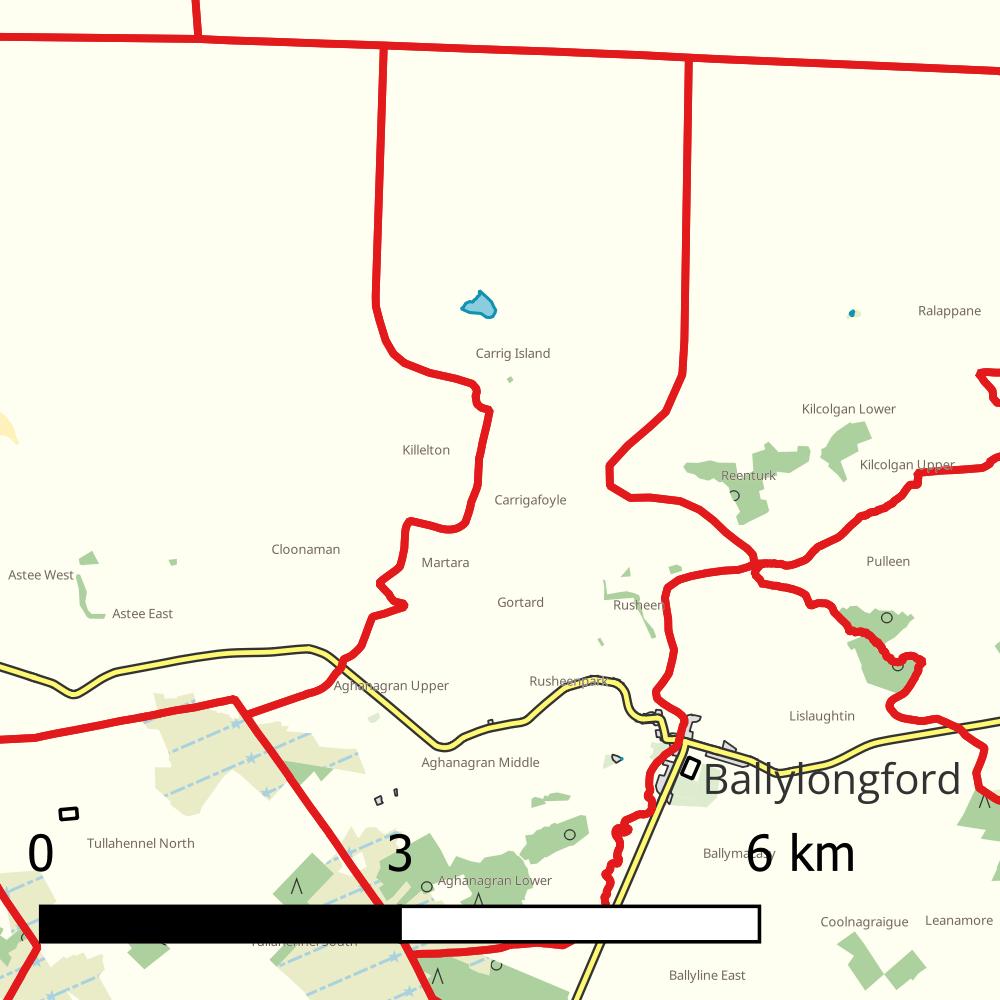 Ralappane
Carrig Island
Kilcolgan Lower
Killelton
Kilcolgan Upper
Reenturk
Carrigafoyle
Cloonaman
Martara
Pulleen
Astee West
Gortard
Rusheen
Astee East
Rusheenpark
Aghanagran Upper
Lislaughtin
Aghanagran Middle
Ballylongford
Tullahennel North
0 3 6 km
Aghanagran Lower
Coolnagraigue
Leanamore
Tullahennel South
Ballyline East